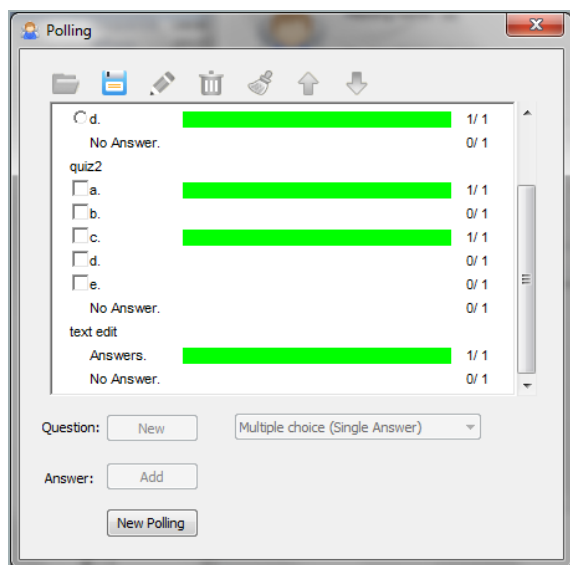 Polling
d. 1/ 1
No Answer. 0/ 1
quiz2
a. 1/ 1
b. 0/ 1
c. 1/ 1
d. 0/ 1
e. 0/ 1
No Answer. 0/ 1
text edit
Answers. 1/ 1
No Answer. 0/ 1
Question: New Multiple choice (Single Answer)
Answer: Add
New Polling